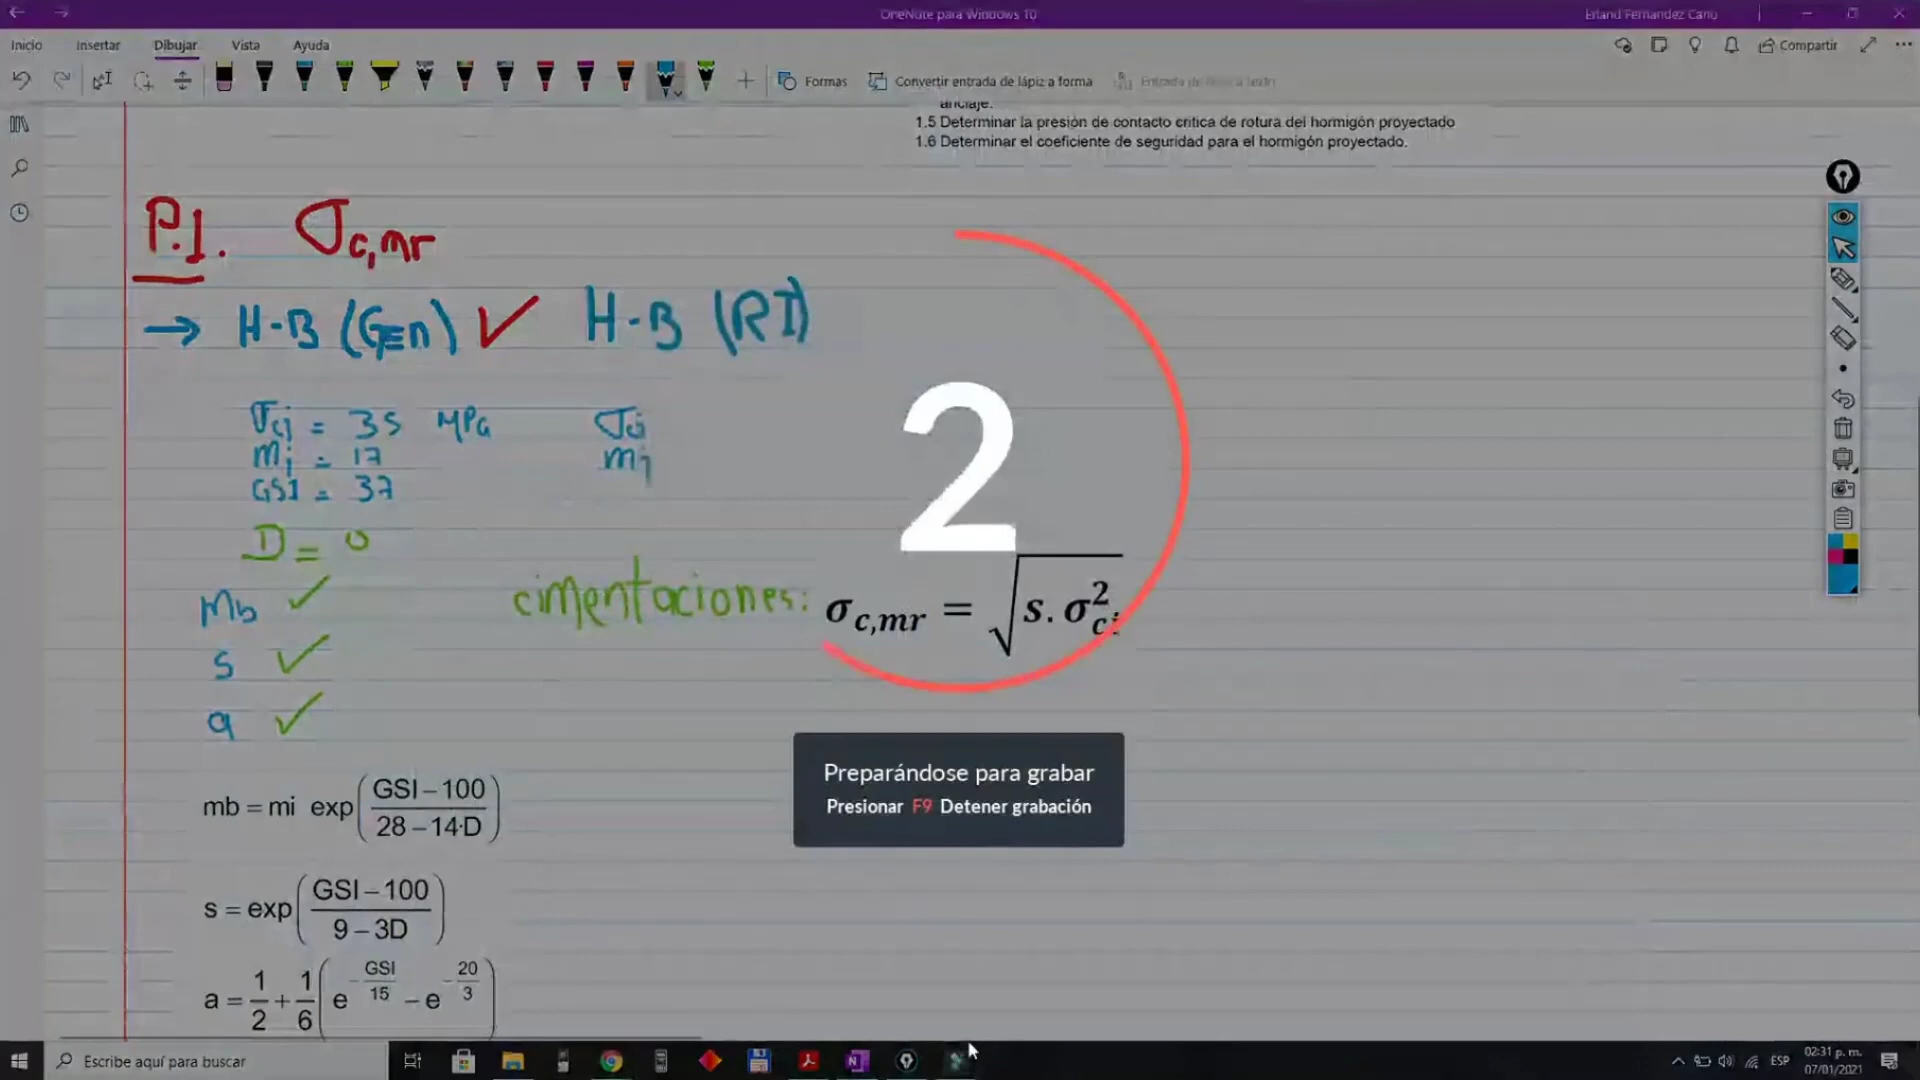 OneNote para Windows 10
Erland Fernandez Cano
Inicio Insertar Dibujar Vista Ayuda
Compartir
Formas Convertir entrada de lápiz a forma
anclaje.
1.5 Determinar la presión de contacto critica de rotura del hormigón proyectado
1.6 Determinar el coeficiente de seguridad para el hormigón proyectado.
P.1. σc,mr
→ H-B (Gen) ✓ H-B (RI)
σci = 35 MPa σci
mi = 17 mi
GSI = 37
D = 0
2
mb ✓
cimentaciones: σc,mr = √s.σ²ci
s ✓
a ✓
Preparándose para grabar
Presionar F9 Detener grabación
mb = mi exp((GSI – 100)/(28 – 14·D))
s = exp((GSI – 100)/(9 – 3D))
a = 1/2 + 1/6 (e^(-GSI/15) – e^(-20/3))
Escribe aquí para buscar
ESP
02:31 p. m.
07/01/2021